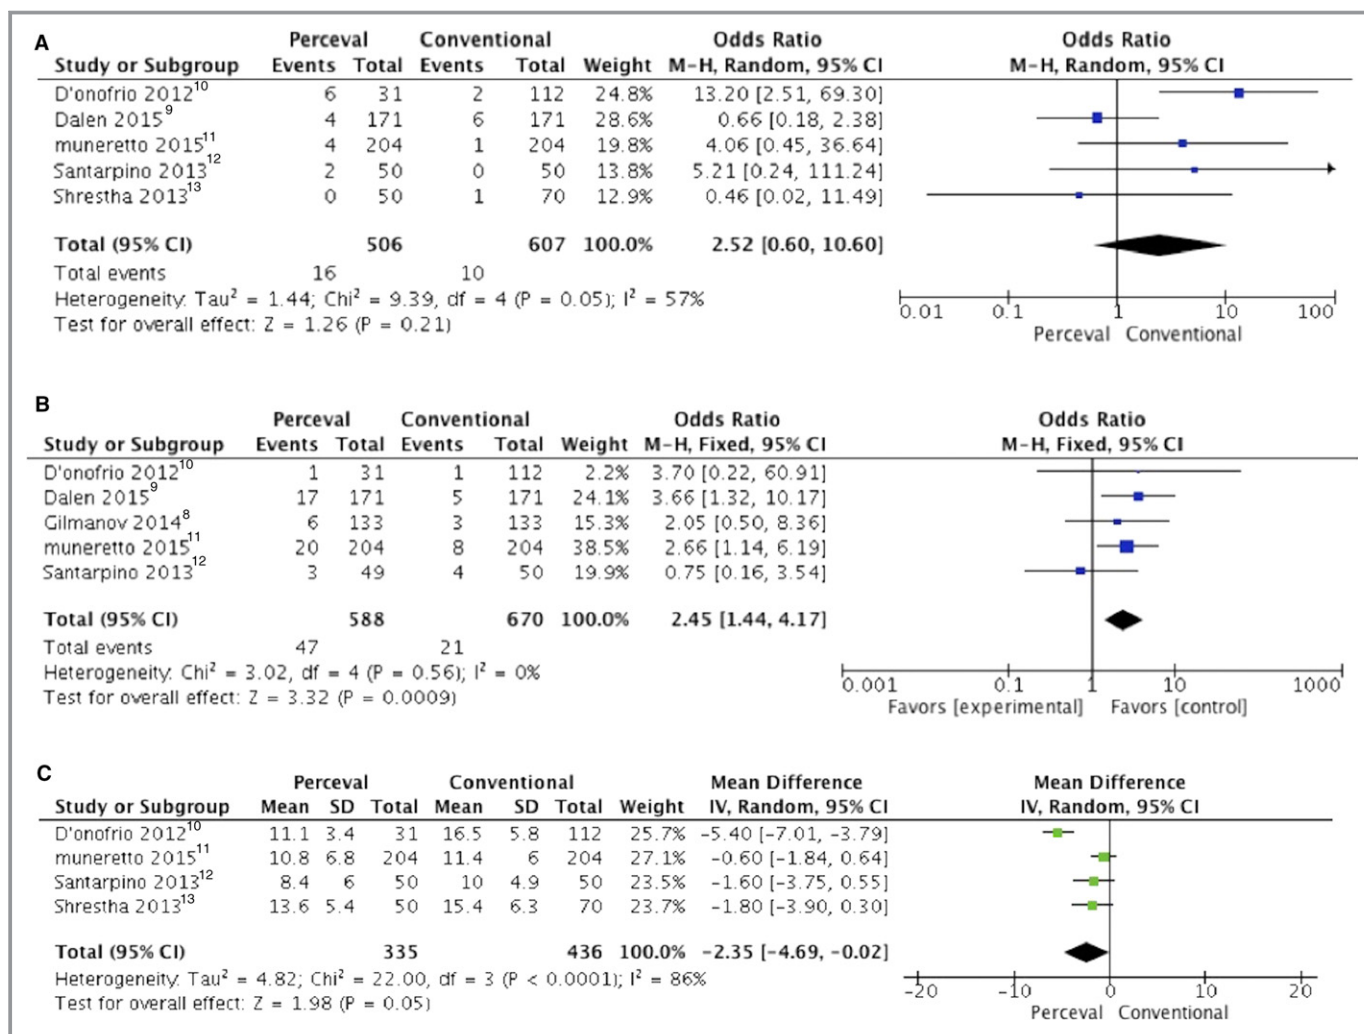 A
Perceval Conventional Odds Ratio Odds Ratio
Study or Subgroup Events Total Events Total Weight M-H, Random, 95% CI M-H, Random, 95% CI
D'onofrio 2012¹⁰ 6 31 2 112 24.8% 13.20 [2.51, 69.30]
Dalen 2015⁹ 4 171 6 171 28.6% 0.66 [0.18, 2.38]
muneretto 2015¹¹ 4 204 1 204 19.8% 4.06 [0.45, 36.64]
Santarpino 2013¹² 2 50 0 50 13.8% 5.21 [0.24, 111.24]
Shrestha 2013¹³ 0 50 1 70 12.9% 0.46 [0.02, 11.49]
Total (95% CI) 506 607 100.0% 2.52 [0.60, 10.60]
Total events 16 10
Heterogeneity: Tau² = 1.44; Chi² = 9.39, df = 4 (P = 0.05); I² = 57%
Test for overall effect: Z = 1.26 (P = 0.21)
0.01 0.1 1 10 100
Perceval Conventional
B
Perceval Conventional Odds Ratio Odds Ratio
Study or Subgroup Events Total Events Total Weight M-H, Fixed, 95% CI M-H, Fixed, 95% CI
D'onofrio 2012¹⁰ 1 31 1 112 2.2% 3.70 [0.22, 60.91]
Dalen 2015⁹ 17 171 5 171 24.1% 3.66 [1.32, 10.17]
Gilmanov 2014⁸ 6 133 3 133 15.3% 2.05 [0.50, 8.36]
muneretto 2015¹¹ 20 204 8 204 38.5% 2.66 [1.14, 6.19]
Santarpino 2013¹² 3 49 4 50 19.9% 0.75 [0.16, 3.54]
Total (95% CI) 588 670 100.0% 2.45 [1.44, 4.17]
Total events 47 21
Heterogeneity: Chi² = 3.02, df = 4 (P = 0.56); I² = 0%
Test for overall effect: Z = 3.32 (P = 0.0009)
0.001 0.1 1 10 1000
Favors [experimental] Favors [control]
C
Perceval Conventional Mean Difference Mean Difference
Study or Subgroup Mean SD Total Mean SD Total Weight IV, Random, 95% CI IV, Random, 95% CI
D'onofrio 2012¹⁰ 11.1 3.4 31 16.5 5.8 112 25.7% −5.40 [−7.01, −3.79]
muneretto 2015¹¹ 10.8 6.8 204 11.4 6 204 27.1% −0.60 [−1.84, 0.64]
Santarpino 2013¹² 8.4 6 50 10 4.9 50 23.5% −1.60 [−3.75, 0.55]
Shrestha 2013¹³ 13.6 5.4 50 15.4 6.3 70 23.7% −1.80 [−3.90, 0.30]
Total (95% CI) 335 436 100.0% −2.35 [−4.69, −0.02]
Heterogeneity: Tau² = 4.82; Chi² = 22.00, df = 3 (P < 0.0001); I² = 86%
Test for overall effect: Z = 1.98 (P = 0.05)
−20 −10 0 10 20
Perceval Conventional